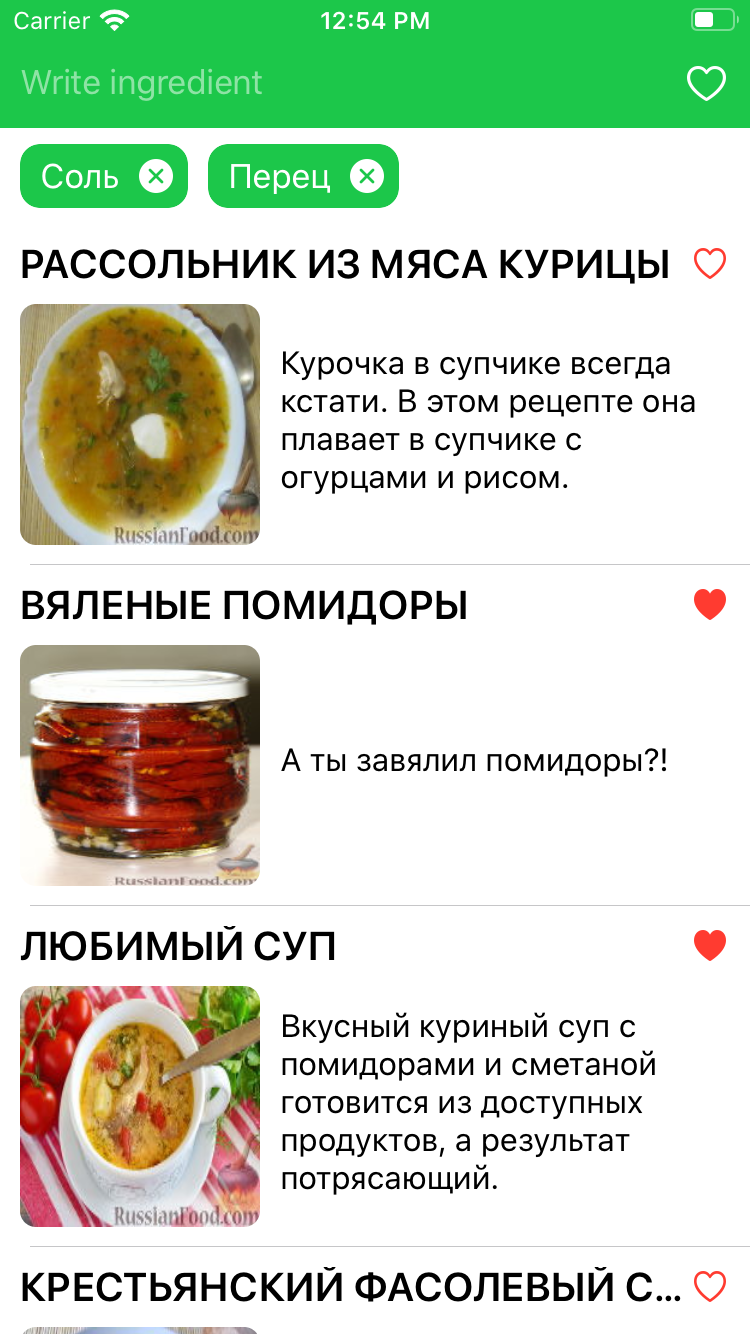 Carrier 12:54 PM
Write ingredient
Соль Перец
РАССОЛЬНИК ИЗ МЯСА КУРИЦЫ
Курочка в супчике всегда
кстати. В этом рецепте она
плавает в супчике с
огурцами и рисом.
RussianFood.com
ВЯЛЕНЫЕ ПОМИДОРЫ
А ты завялил помидоры?!
RussianFood.com
ЛЮБИМЫЙ СУП
Вкусный куриный суп с
помидорами и сметаной
готовится из доступных
продуктов, а результат
потрясающий.
RussianFood.com
КРЕСТЬЯНСКИЙ ФАСОЛЕВЫЙ С...